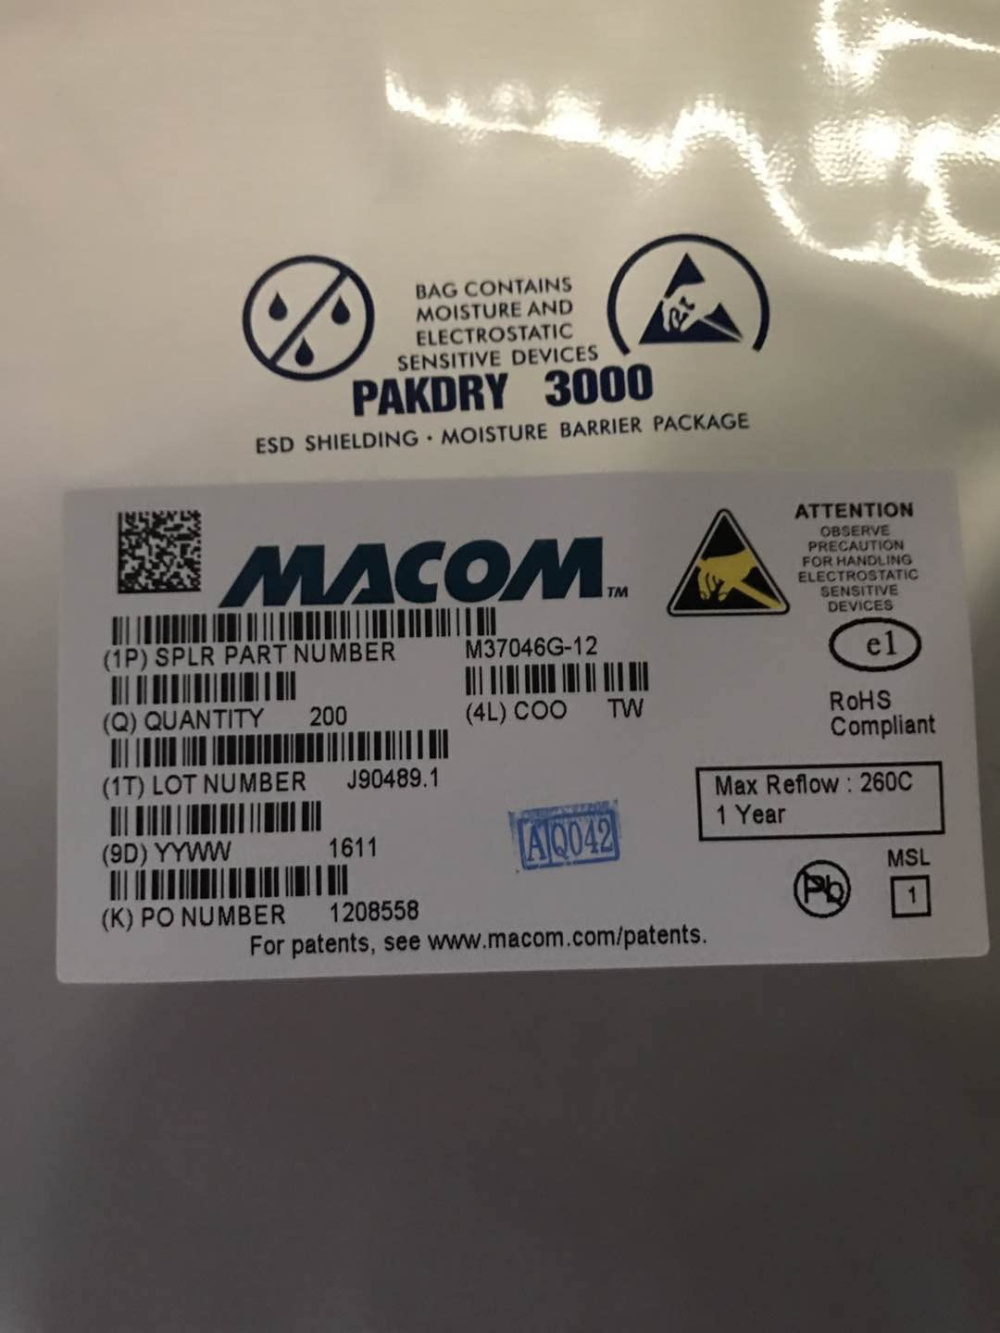 BAG CONTAINS
MOISTURE AND
ELECTROSTATIC
SENSITIVE DEVICES
PAKDRY 3000
ESD SHIELDING · MOISTURE BARRIER PACKAGE
MACOM™
ATTENTION
OBSERVE
PRECAUTION
FOR HANDLING
ELECTROSTATIC
SENSITIVE
DEVICES
e1
RoHS
Compliant
(1P) SPLR PART NUMBER M37046G-12
(Q) QUANTITY 200 (4L) COO TW
(1T) LOT NUMBER J90489.1
Max Reflow : 260C
1 Year
(9D) YYWW 1611
AQ042
MSL
1
Pb
(K) PO NUMBER 1208558
For patents, see www.macom.com/patents.